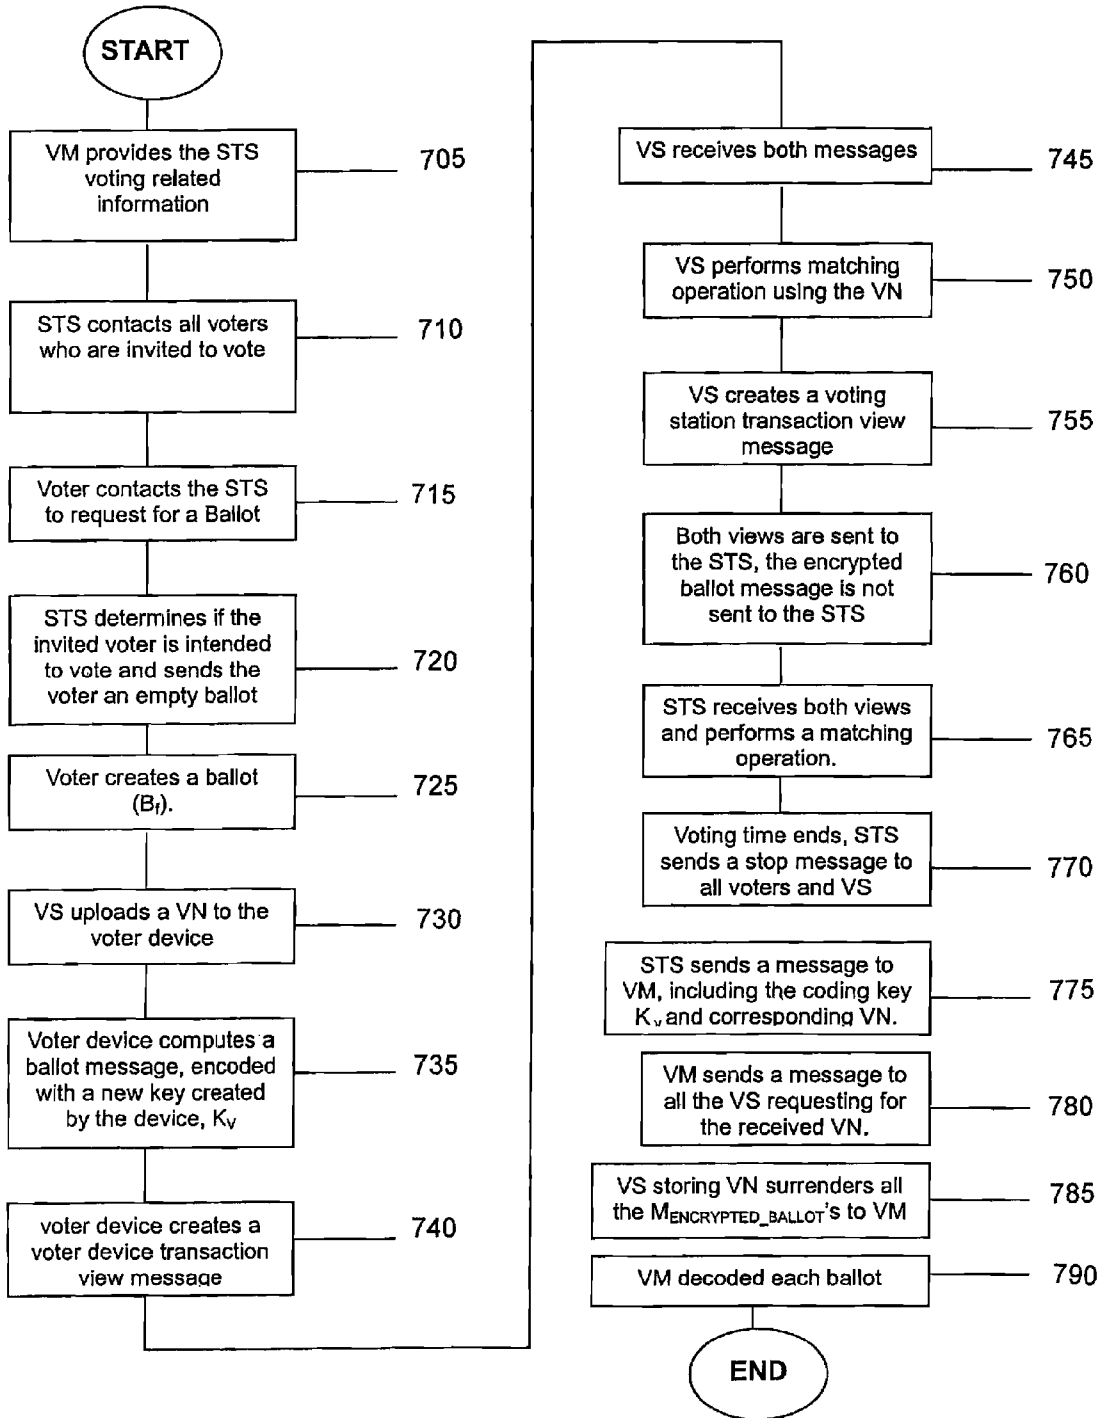 START
VM provides the STS
voting related
information
705
STS contacts all voters
who are invited to vote
710
Voter contacts the STS
to request for a Ballot
715
STS determines if the
invited voter is intended
to vote and sends the
voter an empty ballot
720
Voter creates a ballot
(Bf).
725
VS uploads a VN to the
voter device
730
Voter device computes a
ballot message, encoded
with a new key created
by the device, KV
735
voter device creates a
voter device transaction
view message
740
VS receives both messages
745
VS performs matching
operation using the VN
750
VS creates a voting
station transaction view
message
755
Both views are sent to
the STS, the encrypted
ballot message is not
sent to the STS
760
STS receives both views
and performs a matching
operation.
765
Voting time ends, STS
sends a stop message to
all voters and VS
770
STS sends a message to
VM, including the coding key
Kv and corresponding VN.
775
VM sends a message to
all the VS requesting for
the received VN.
780
VS storing VN surrenders all
the MENCRYPTED_BALLOT's to VM
785
VM decoded each ballot
790
END